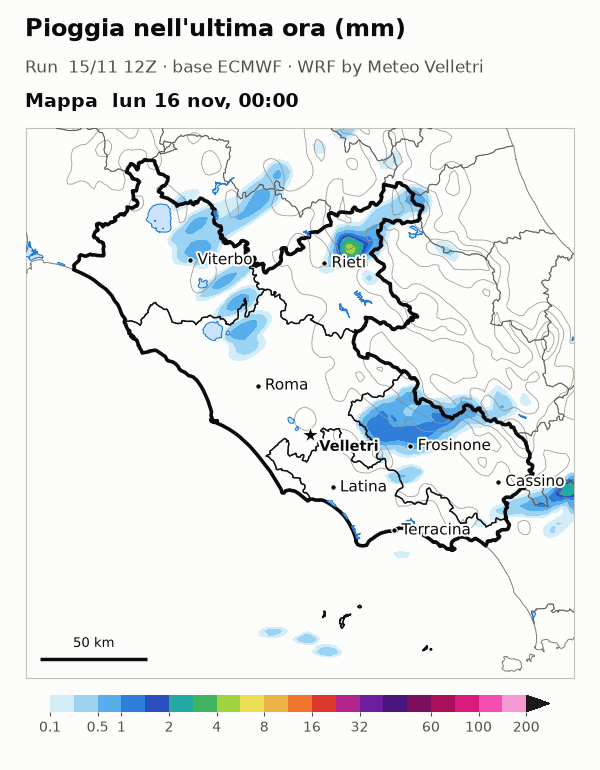 Pioggia nell'ultima ora (mm)
Run  15/11 12Z · base ECMWF · WRF by Meteo Velletri
Mappa  lun 16 nov, 00:00
Viterbo
Rieti
Roma
Velletri
Frosinone
Latina
Cassino
Terracina
50 km
0.1 0.5 1 2 4 8 16 32 60 100 200